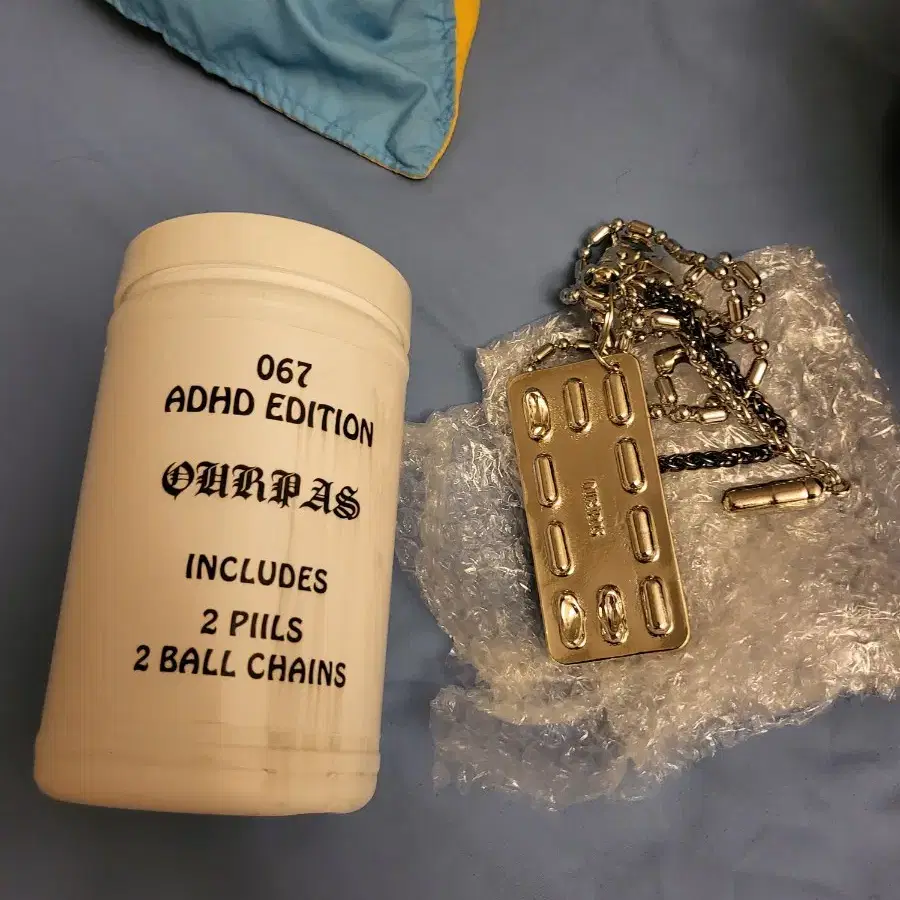 067
ADHD EDITION
OURPAS
INCLUDES
2 PIILS
2 BALL CHAINS